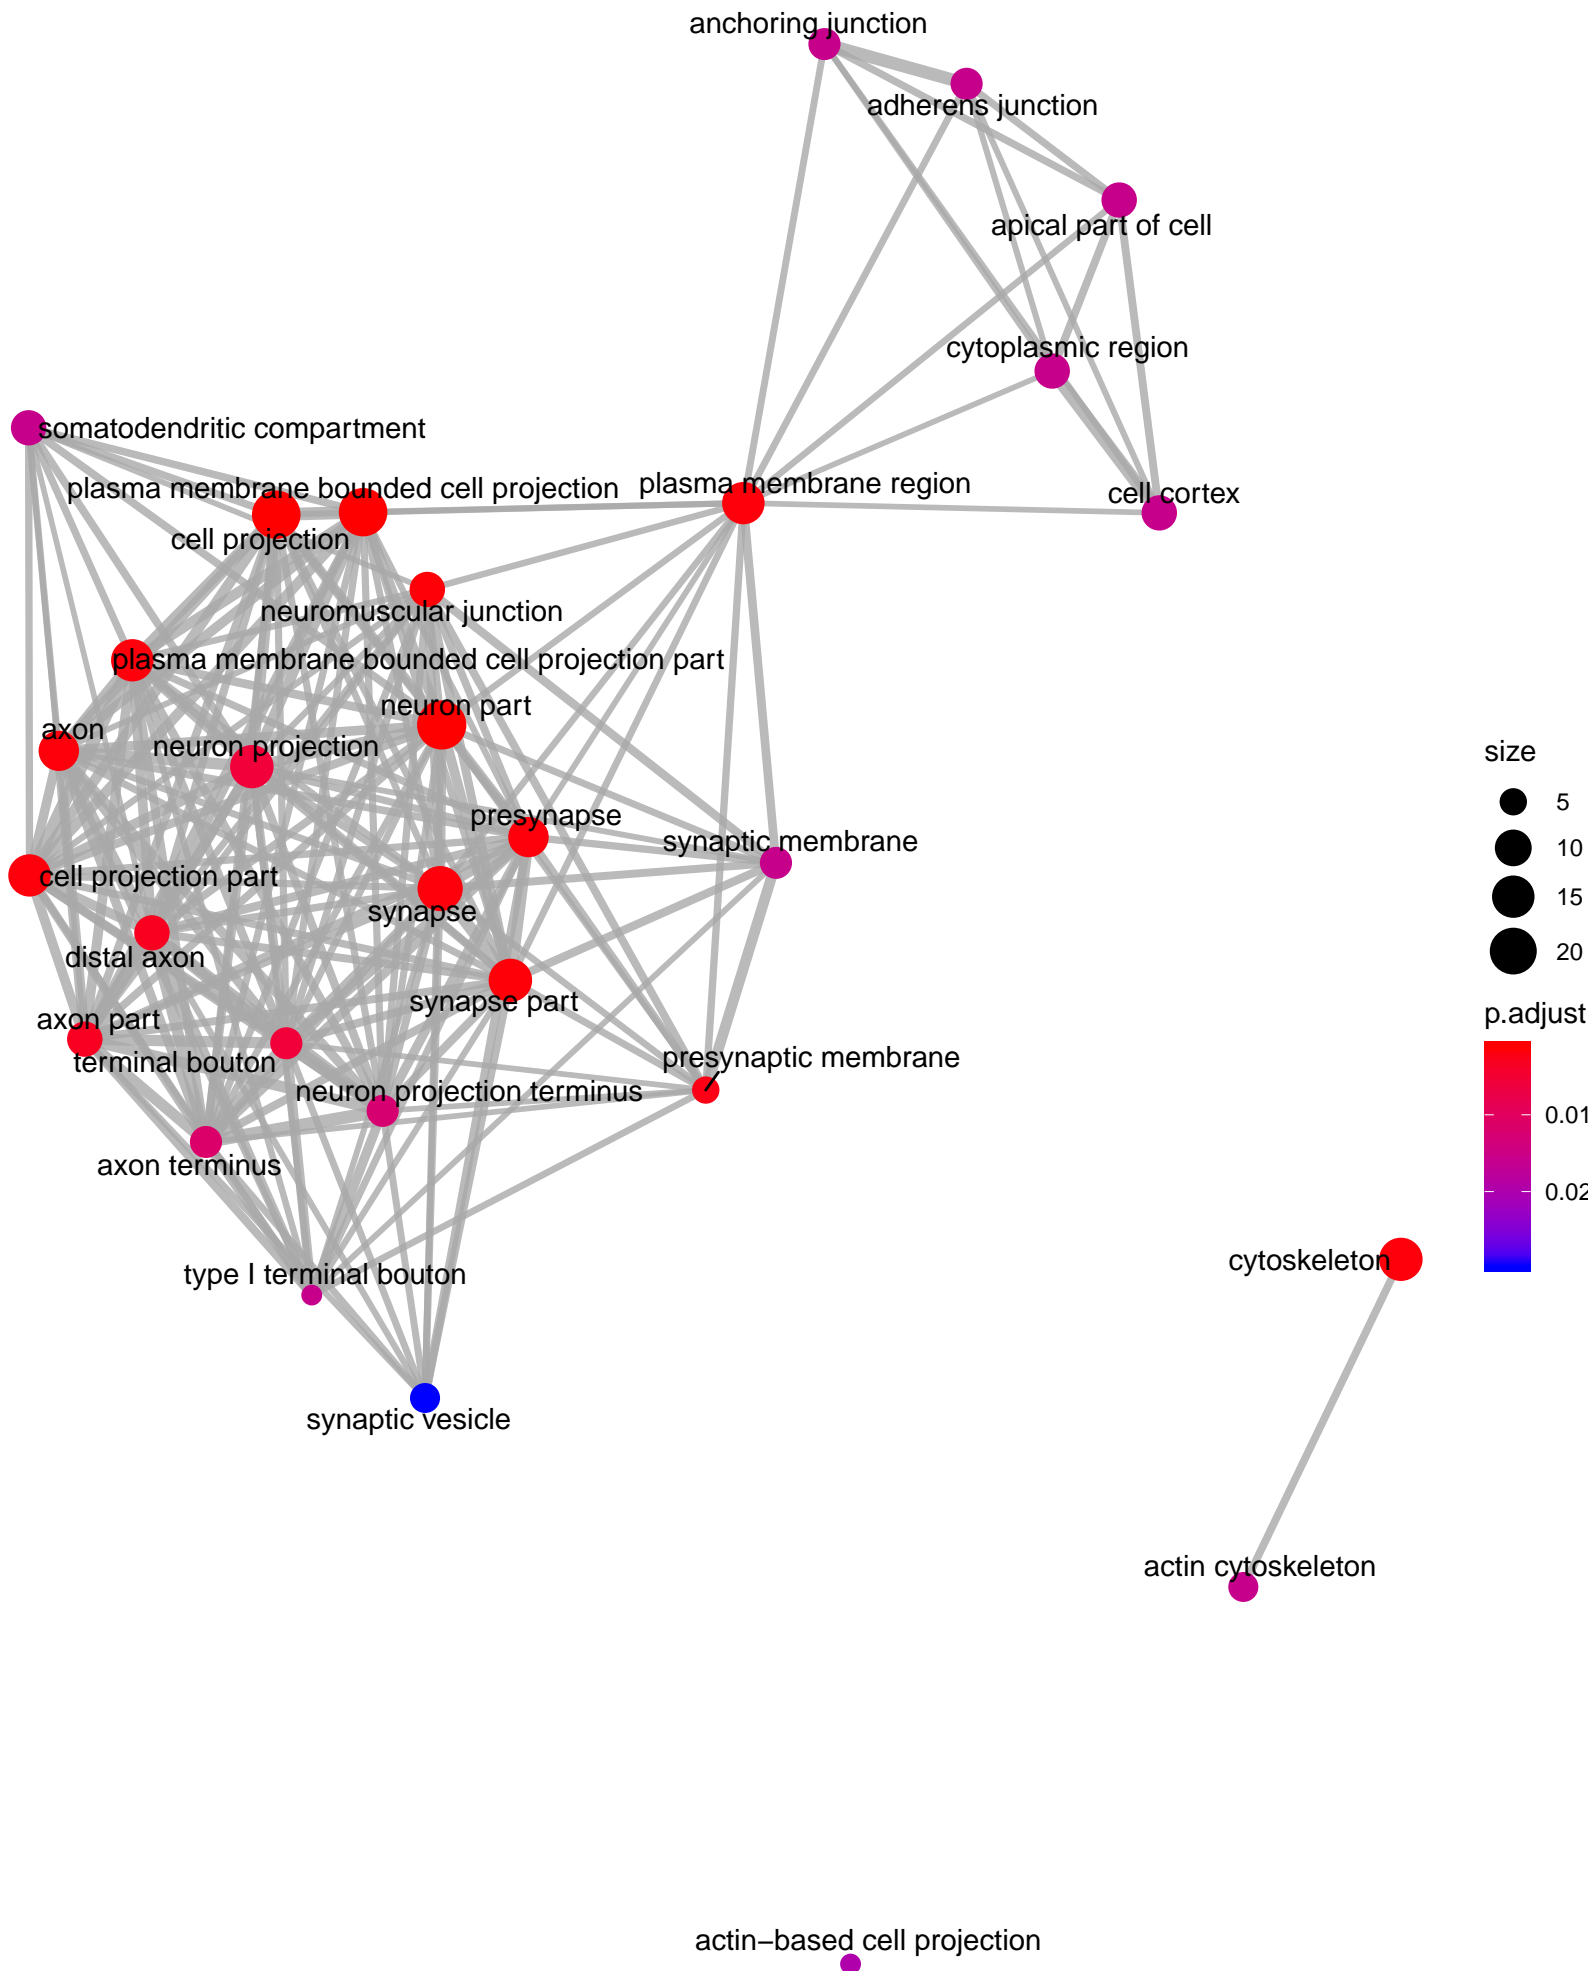 anchoring junction
adherens junction
apical part of cell
cytoplasmic region
somatodendritic compartment
plasma membrane bounded cell projection
plasma membrane region
cell cortex
cell projection
neuromuscular junction
plasma membrane bounded cell projection part
neuron part
axon
neuron projection
size
5
presynapse
synaptic membrane
10
cell projection part
15
synapse
distal axon
20
synapse part
p.adjust
axon part
terminal bouton
presynaptic membrane
neuron projection terminus
0.01
axon terminus
0.02
cytoskeleton
type I terminal bouton
synaptic vesicle
actin cytoskeleton
actin−based cell projection